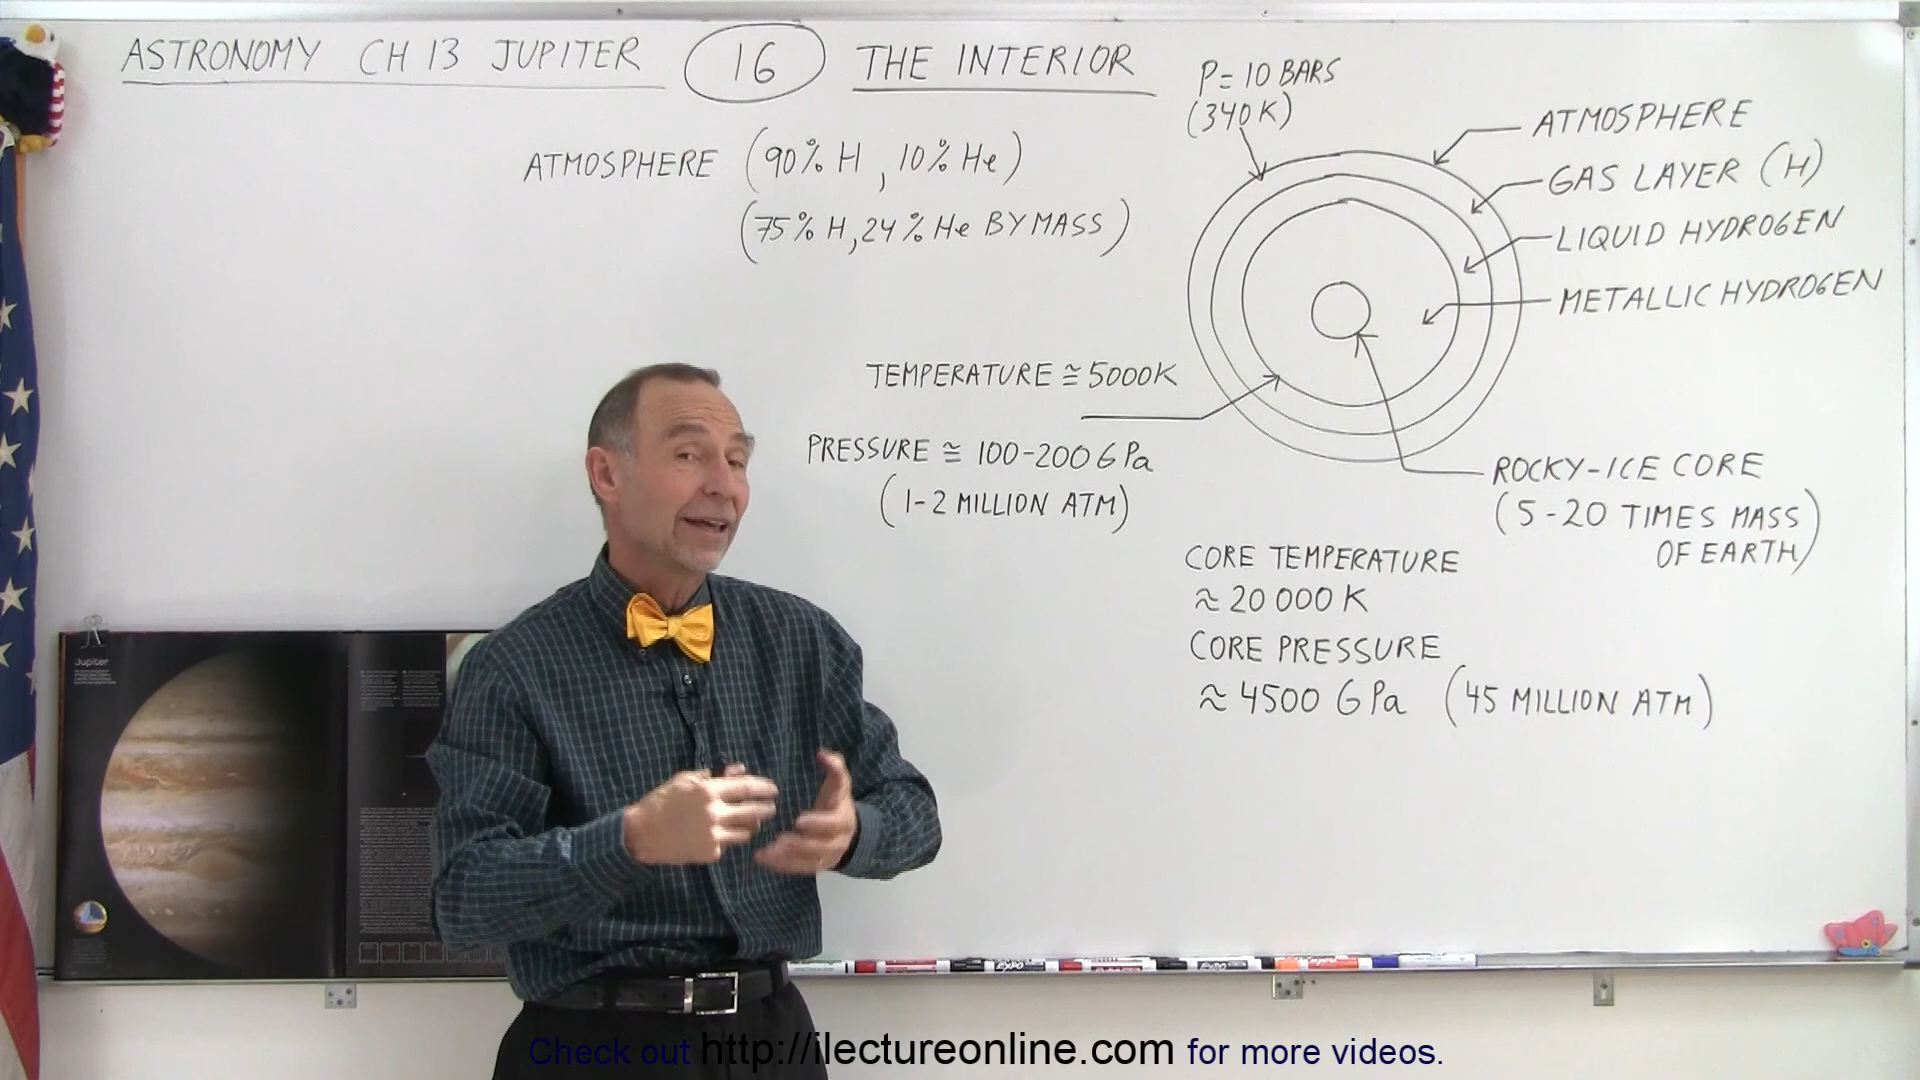 ASTRONOMY CH 13 JUPITER 16 THE INTERIOR
P = 10 BARS
(340K)
ATMOSPHERE (90% H, 10% He)
(75% H, 24% He BY MASS)
ATMOSPHERE
GAS LAYER (H)
LIQUID HYDROGEN
METALLIC HYDROGEN
TEMPERATURE ≅ 5000K
PRESSURE ≅ 100-200 GPa
(1-2 MILLION ATM)
ROCKY-ICE CORE
(5-20 TIMES MASS
OF EARTH)
CORE TEMPERATURE
≈ 20 000 K
CORE PRESSURE
≈ 4500 GPa (45 MILLION ATM)
Jupiter
Check out http://ilectureonline.com for more videos.